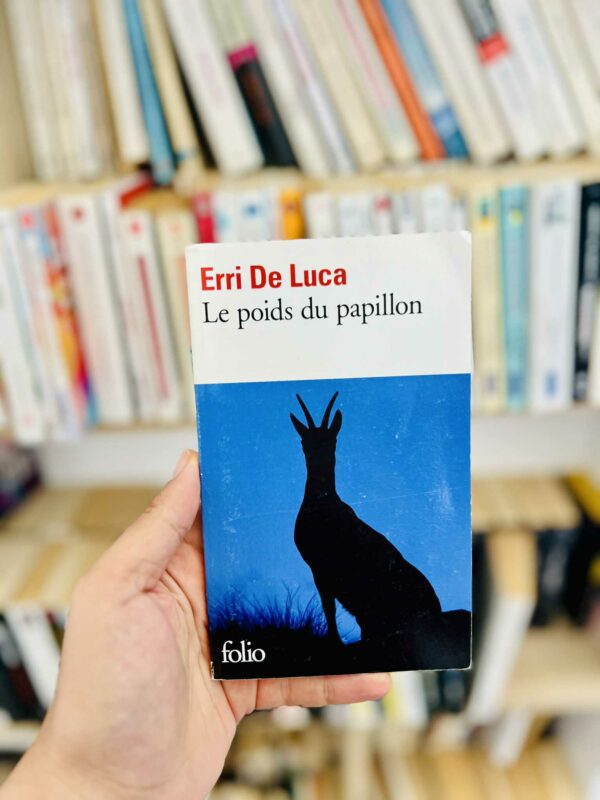 Erri De Luca
Le poids du papillon
folio